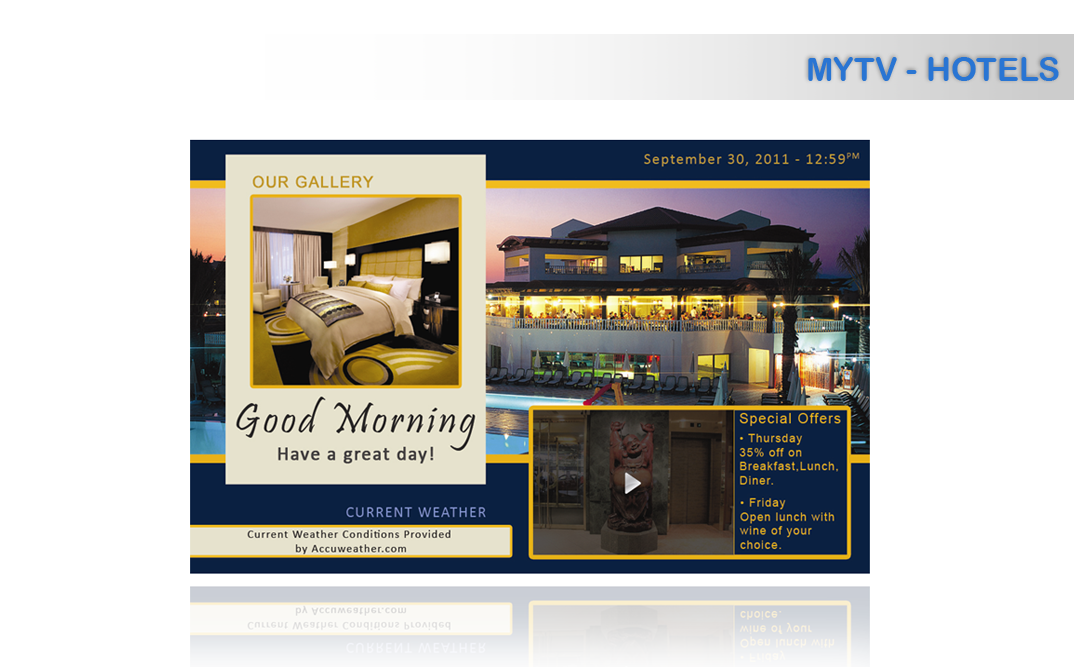 MYTV - HOTELS
September 30, 2011 - 12:59PM
OUR GALLERY
Good Morning
Have a great day!
CURRENT WEATHER
Current Weather Conditions Provided
by Accuweather.com
Special Offers
• Thursday
35% off on
Breakfast,Lunch,
Diner.
• Friday
Open lunch with
wine of your
choice.